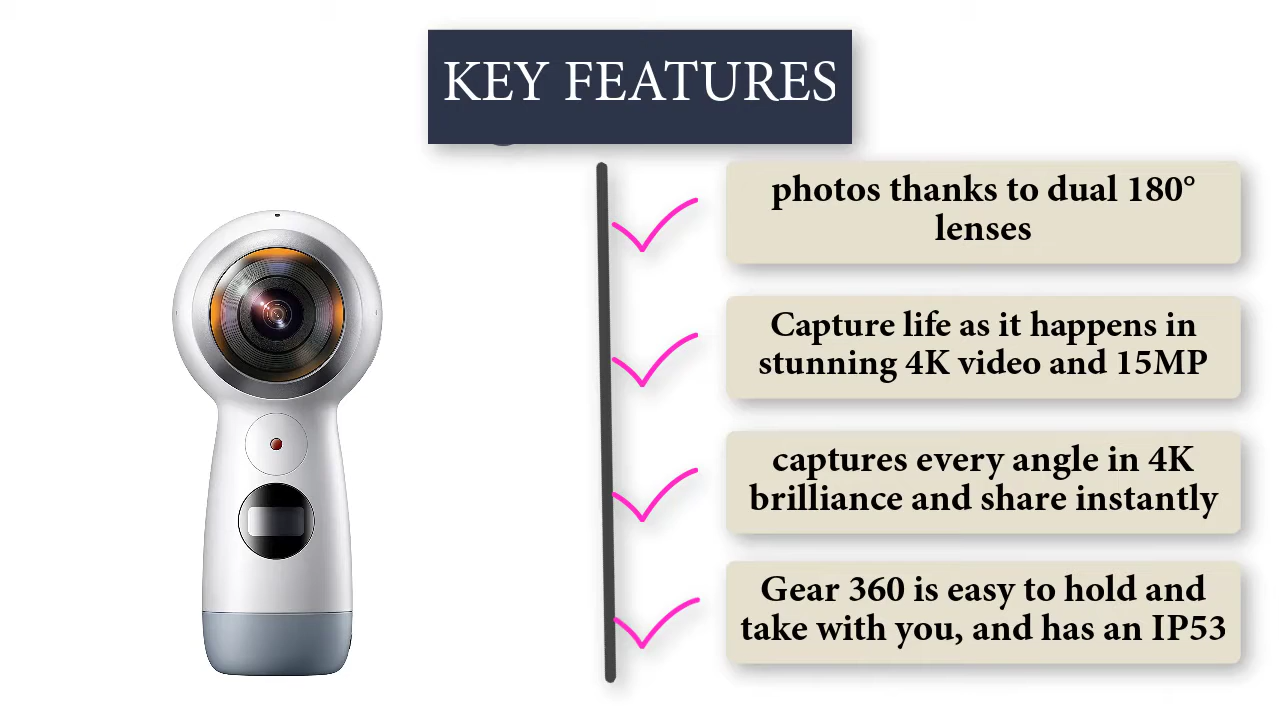 KEY FEATURES
photos thanks to dual 180°
lenses
Capture life as it happens in
stunning 4K video and 15MP
captures every angle in 4K
brilliance and share instantly
Gear 360 is easy to hold and
take with you, and has an IP53